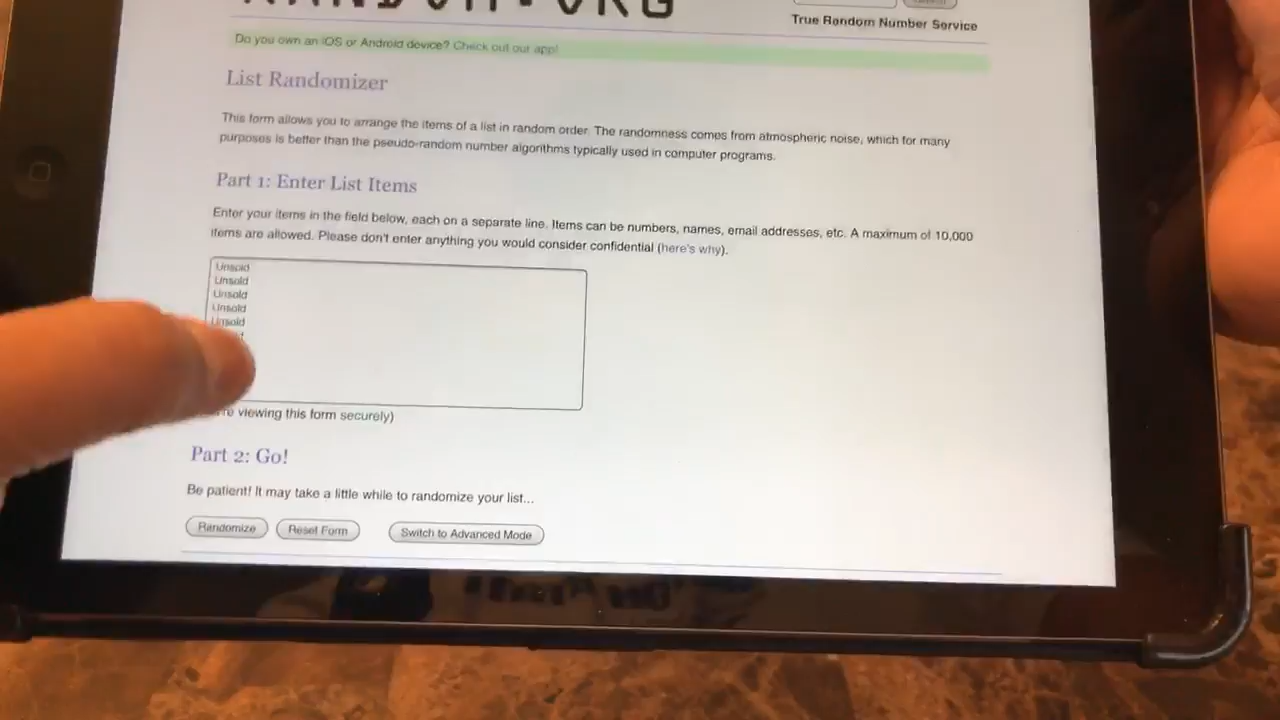 RANDOM.ORG
True Random Number Service
Do you own an iOS or Android device? Check out our app!
List Randomizer
This form allows you to arrange the items of a list in random order. The randomness comes from atmospheric noise, which for many
purposes is better than the pseudo-random number algorithms typically used in computer programs.
Part 1: Enter List Items
Enter your items in the field below, each on a separate line. Items can be numbers, names, email addresses, etc. A maximum of 10,000
items are allowed. Please don't enter anything you would consider confidential (here's why).
Unsold
Unsold
Unsold
Unsold
Unsold
viewing this form securely)
Part 2: Go!
Be patient! It may take a little while to randomize your list...
Randomize Reset Form Switch to Advanced Mode